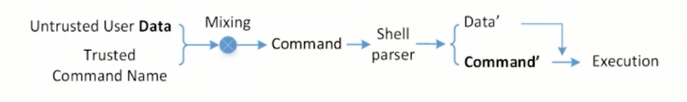 Untrusted User Data
Trusted
Command Name
Mixing
Command
Shell
parser
Data’
Command’
Execution